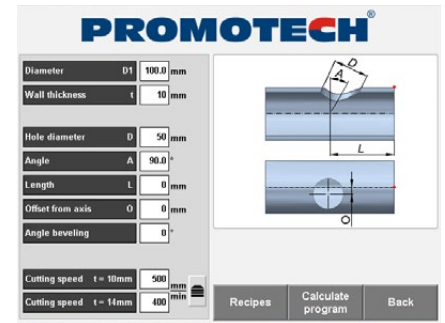 PROMOTECH®
Diameter D1 100.0 mm
Wall thickness t 10 mm
Hole diameter D 50 mm
Angle A 90.0 °
Length L 0 mm
Offset from axis O 0 mm
Angle beveling 0 °
Cutting speed t = 10mm 500 mm
Cutting speed t = 14mm 400 min
D
A
L
O
Recipes
Calculate
program
Back